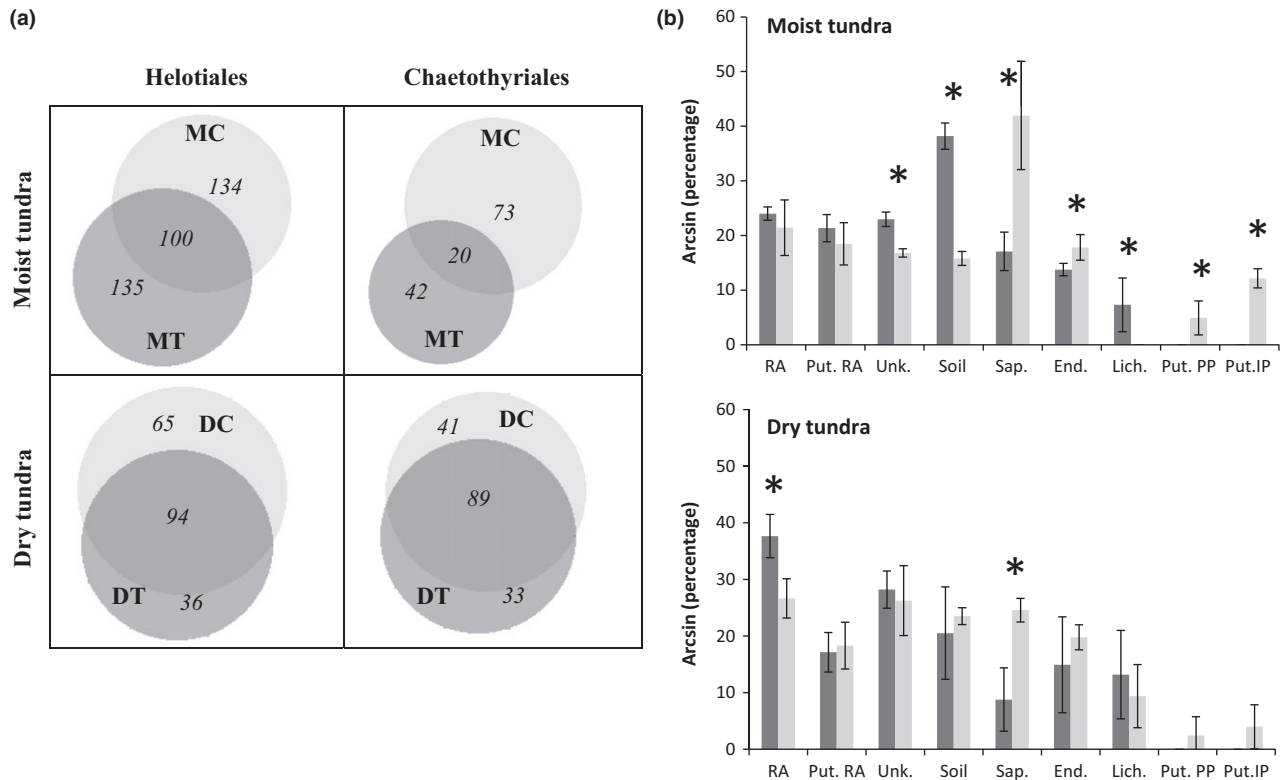 (a)
Helotiales
Chaetothyriales
Moist tundra
MC
134
100
135
MT
MC
73
20
42
MT
Dry tundra
65
DC
94
DT
36
41
DC
89
DT
33
(b)
Moist tundra
Arcsin (percentage)
60
50
40
30
20
10
0
* * * * * * *
RA Put. RA Unk. Soil Sap. End. Lich. Put. PP Put.IP
Dry tundra
Arcsin (percentage)
60
50
40
30
20
10
0
* *
RA Put. RA Unk. Soil Sap. End. Lich. Put. PP Put.IP